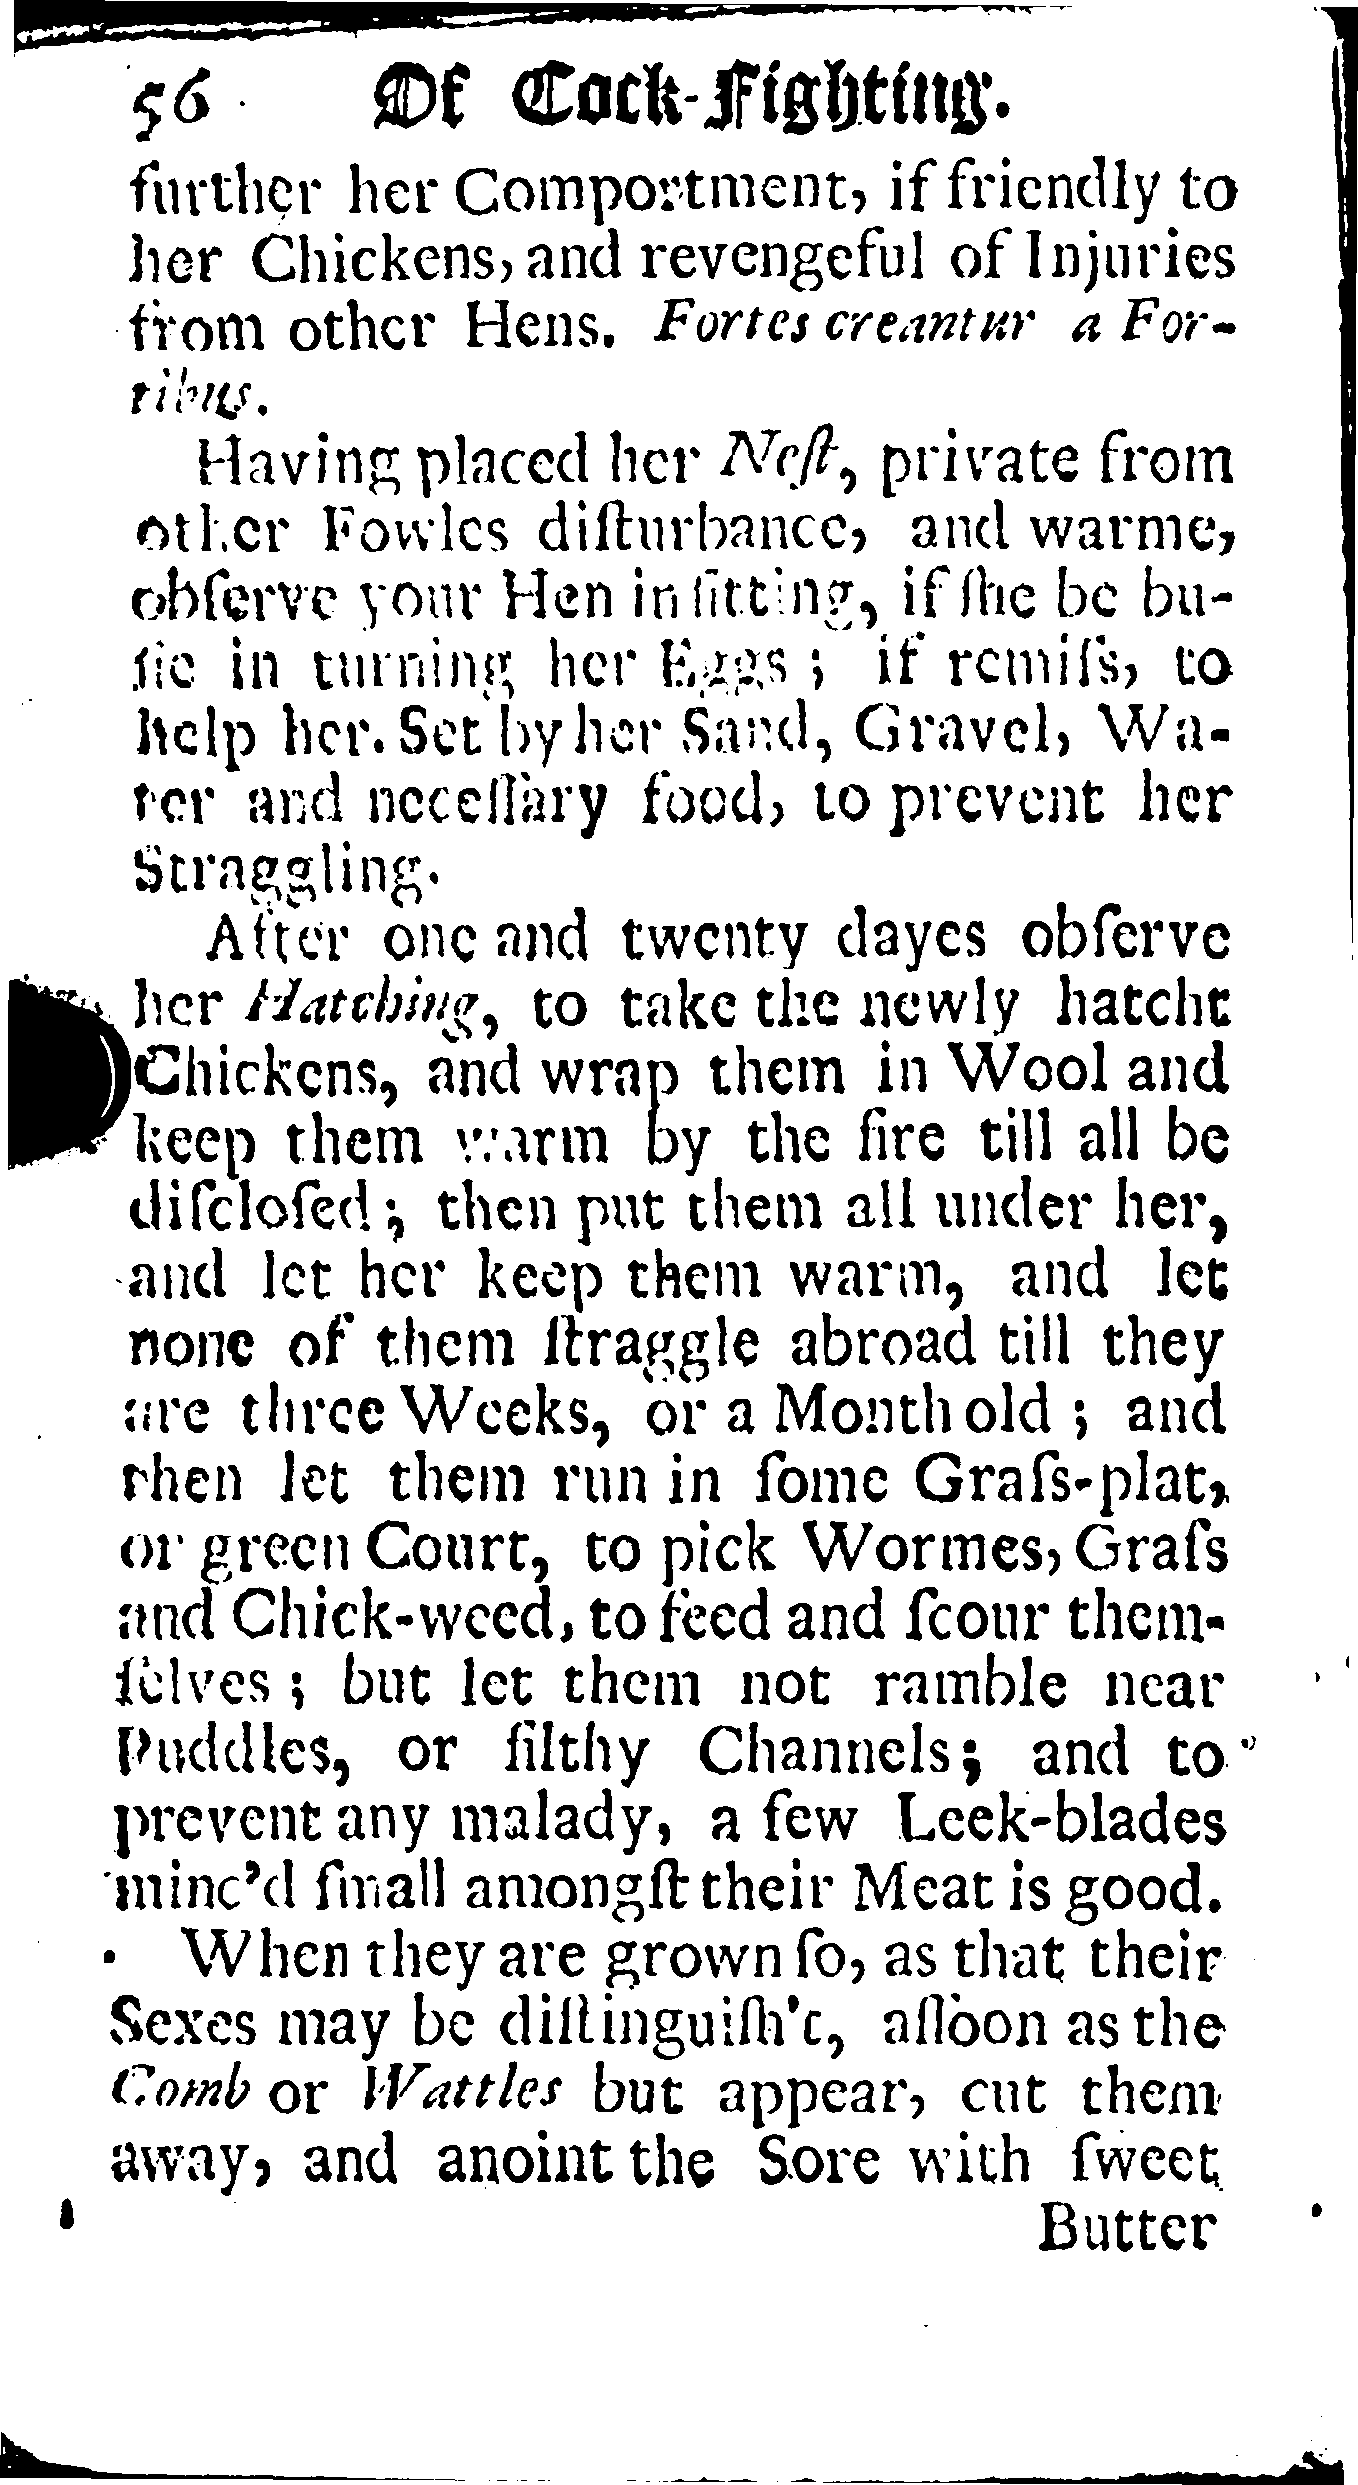 56 Of Cock-Fighting.
further her Comportment, if friendly to
her Chickens, and revengeful of Injuries
from other Hens. Fortes creantur a For-
tibus.
Having placed her Neſt, private from
other Fowles diſturbance, and warme,
obſerve your Hen in ſitting, if ſhe be bu-
ſie in turning her Eggs ; if remiſs, to
help her. Set by her Sand, Gravel, Wa-
ter and neceſſary food, to prevent her
Straggling.
After one and twenty dayes obſerve
her Hatching, to take the newly hatcht
Chickens, and wrap them in Wool and
keep them warm by the fire till all be
diſcloſed ; then put them all under her,
and let her keep them warm, and let
none of them ſtraggle abroad till they
are three Weeks, or a Month old ; and
then let them run in ſome Graſs-plat,
or green Court, to pick Wormes, Graſs
and Chick-weed, to feed and ſcour them-
ſelves ; but let them not ramble near
Puddles, or filthy Channels; and to
prevent any malady, a few Leek-blades
minc'd ſmall amongſt their Meat is good.
When they are grown ſo, as that their
Sexes may be diſtinguiſh't, aſſoon as the
Comb or Wattles but appear, cut them
away, and anoint the Sore with ſweet
Butter